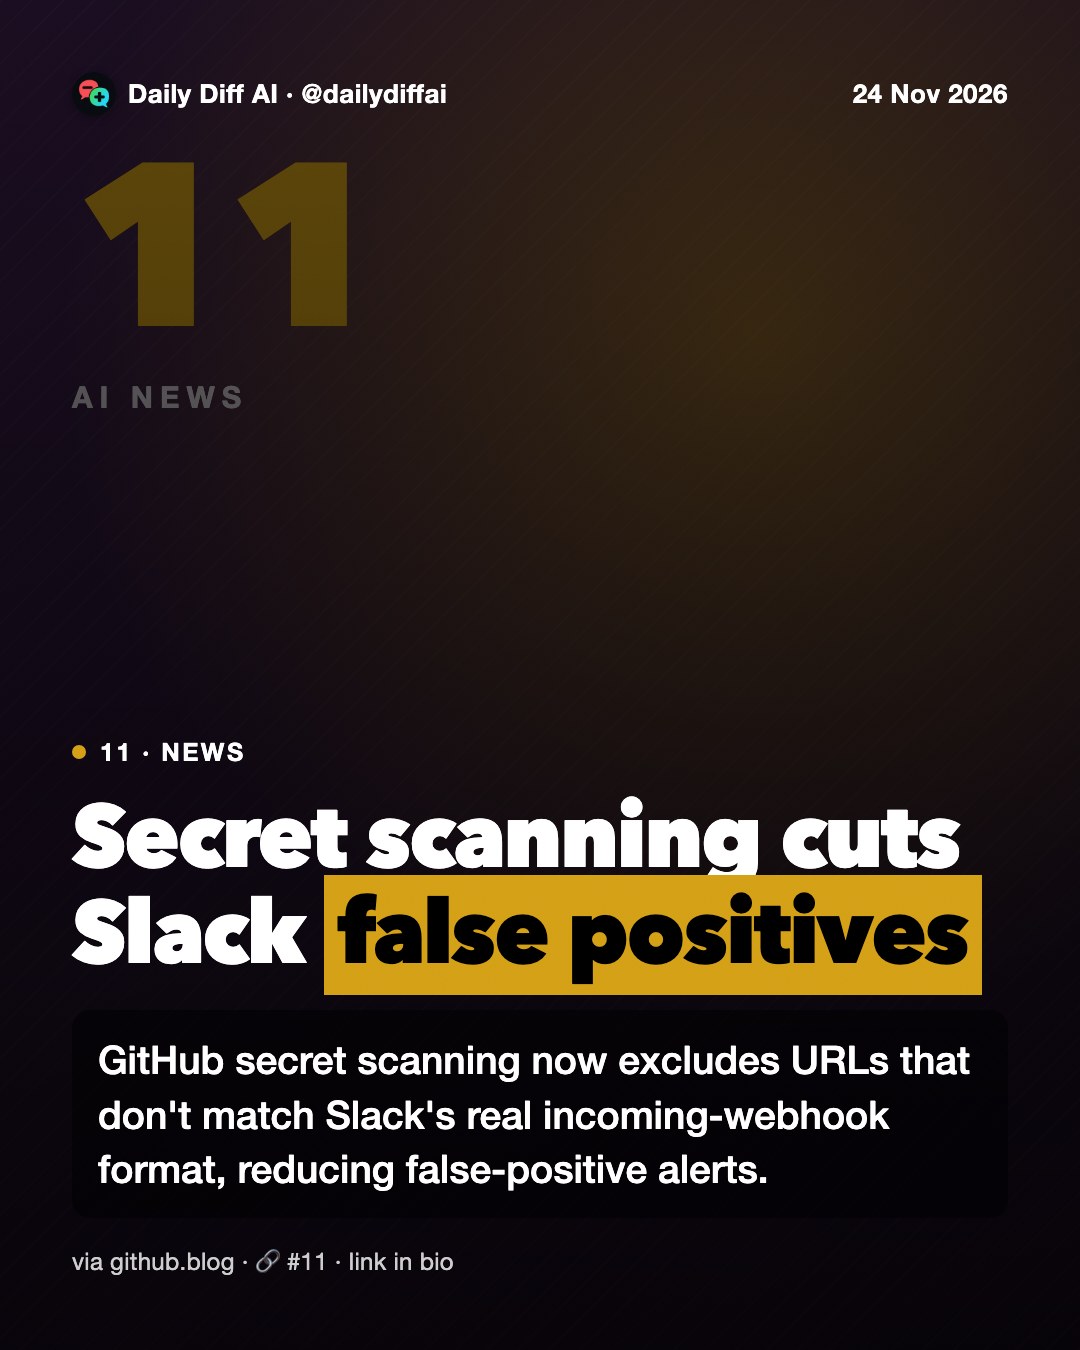 Daily Diff AI · @dailydiffai
24 Nov 2026
11
AI NEWS
11 · NEWS
Secret scanning cuts
Slack false positives
GitHub secret scanning now excludes URLs that
don't match Slack's real incoming-webhook
format, reducing false-positive alerts.
via github.blog · 🔗 #11 · link in bio